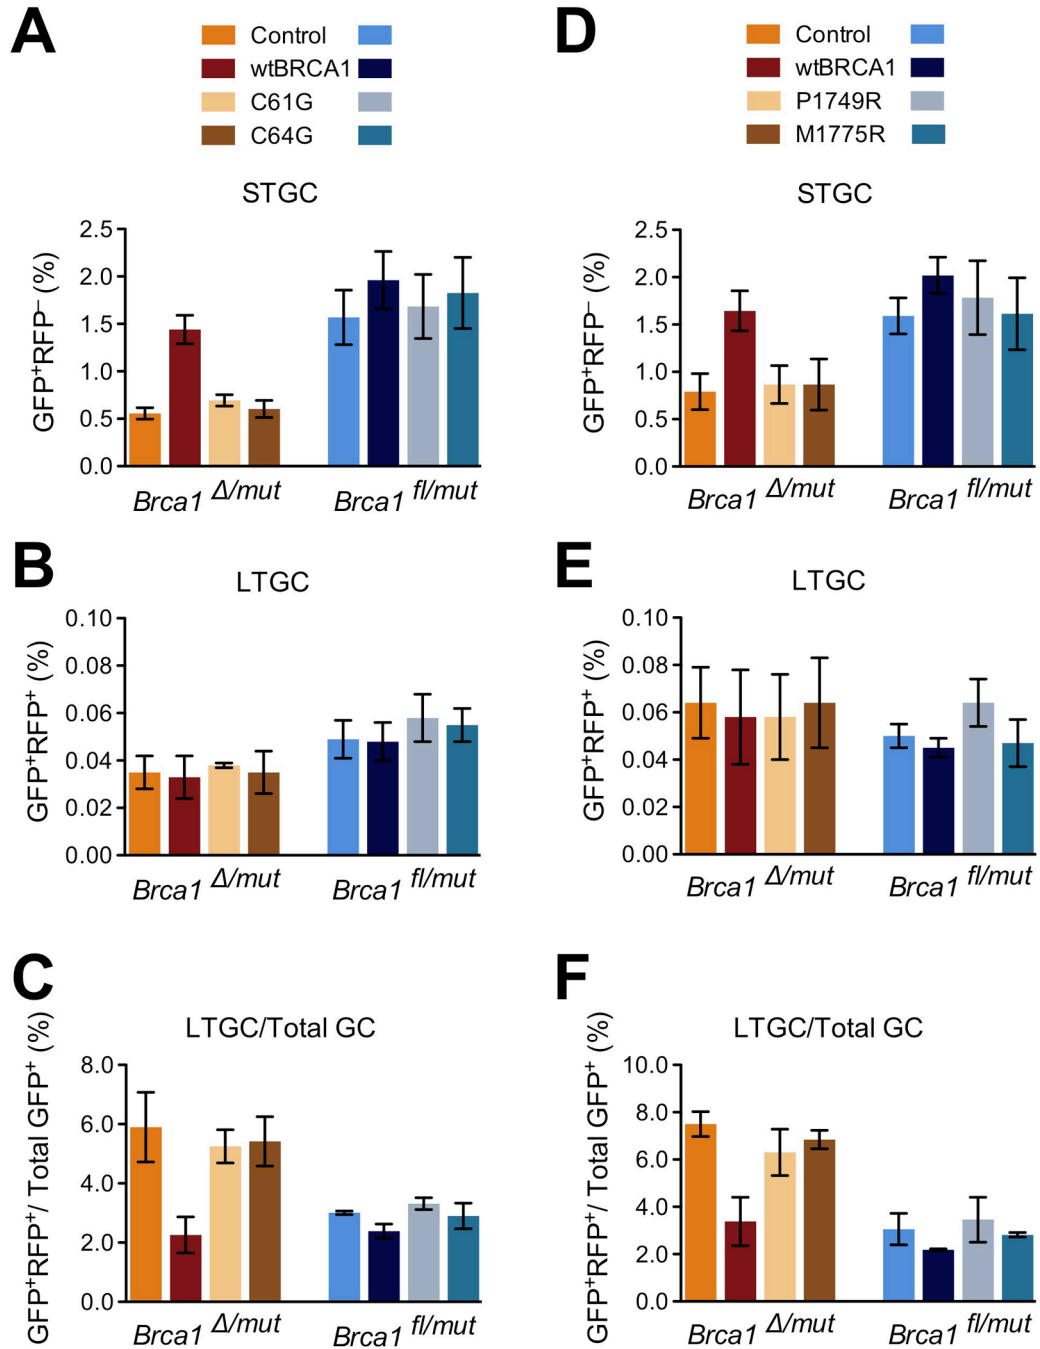 A
Control
wtBRCA1
C61G
C64G
STGC
GFP⁺RFP⁻ (%)
2.5
2.0
1.5
1.0
0.5
0.0
Brca1 Δ/mut
Brca1 fl/mut
B
LTGC
GFP⁺RFP⁺ (%)
0.10
0.08
0.06
0.04
0.02
0.00
Brca1 Δ/mut
Brca1 fl/mut
C
LTGC/Total GC
GFP⁺RFP⁺/ Total GFP⁺ (%)
8.0
6.0
4.0
2.0
0.0
Brca1 Δ/mut
Brca1 fl/mut
D
Control
wtBRCA1
P1749R
M1775R
STGC
GFP⁺RFP⁻ (%)
2.5
2.0
1.5
1.0
0.5
0.0
Brca1 Δ/mut
Brca1 fl/mut
E
LTGC
GFP⁺RFP⁺ (%)
0.10
0.08
0.06
0.04
0.02
0.00
Brca1 Δ/mut
Brca1 fl/mut
F
LTGC/Total GC
GFP⁺RFP⁺/ Total GFP⁺ (%)
10.0
8.0
6.0
4.0
2.0
0.0
Brca1 Δ/mut
Brca1 fl/mut